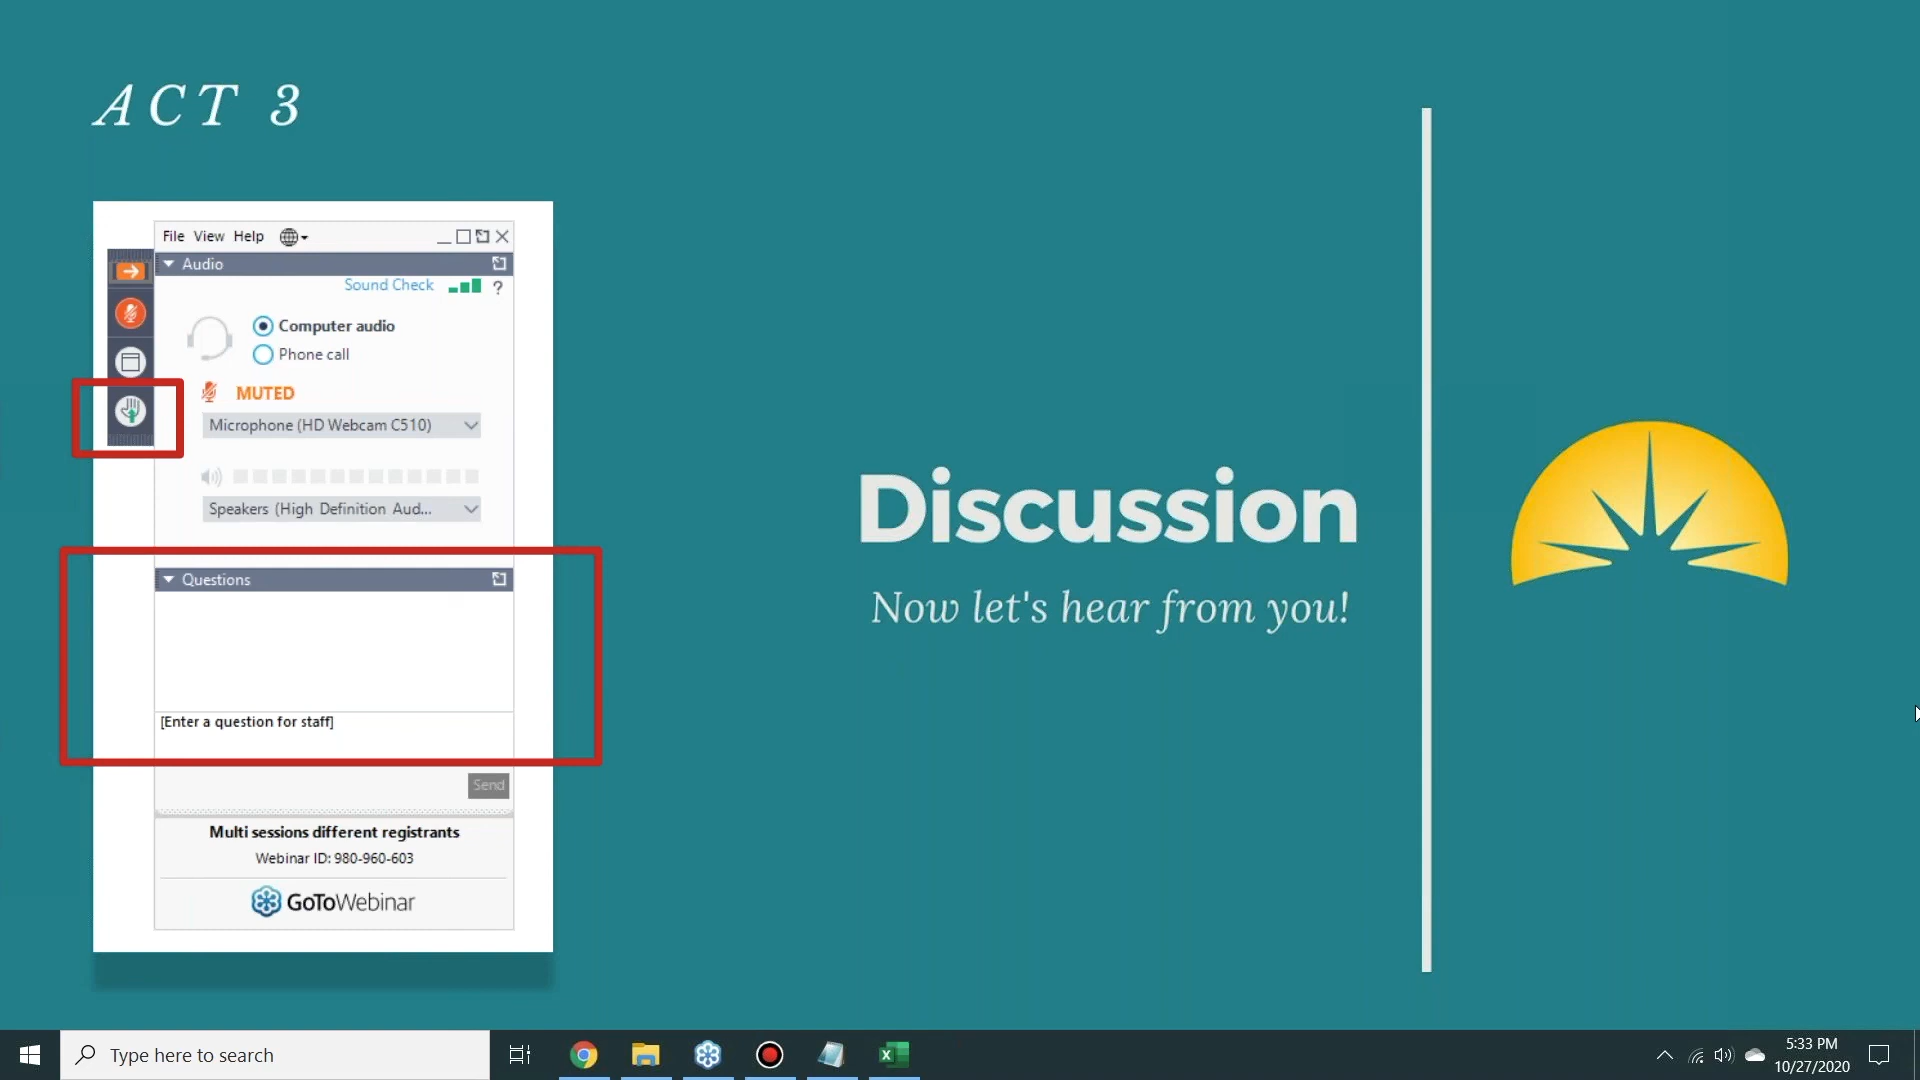 ACT 3
File View Help
Audio
Sound Check
?
Computer audio
Phone call
MUTED
Microphone (HD Webcam C510)
Speakers (High Definition Aud...
Questions
[Enter a question for staff]
Send
Multi sessions different registrants
Webinar ID: 980-960-603
GoToWebinar
Discussion
Now let's hear from you!
Type here to search
5:33 PM
10/27/2020